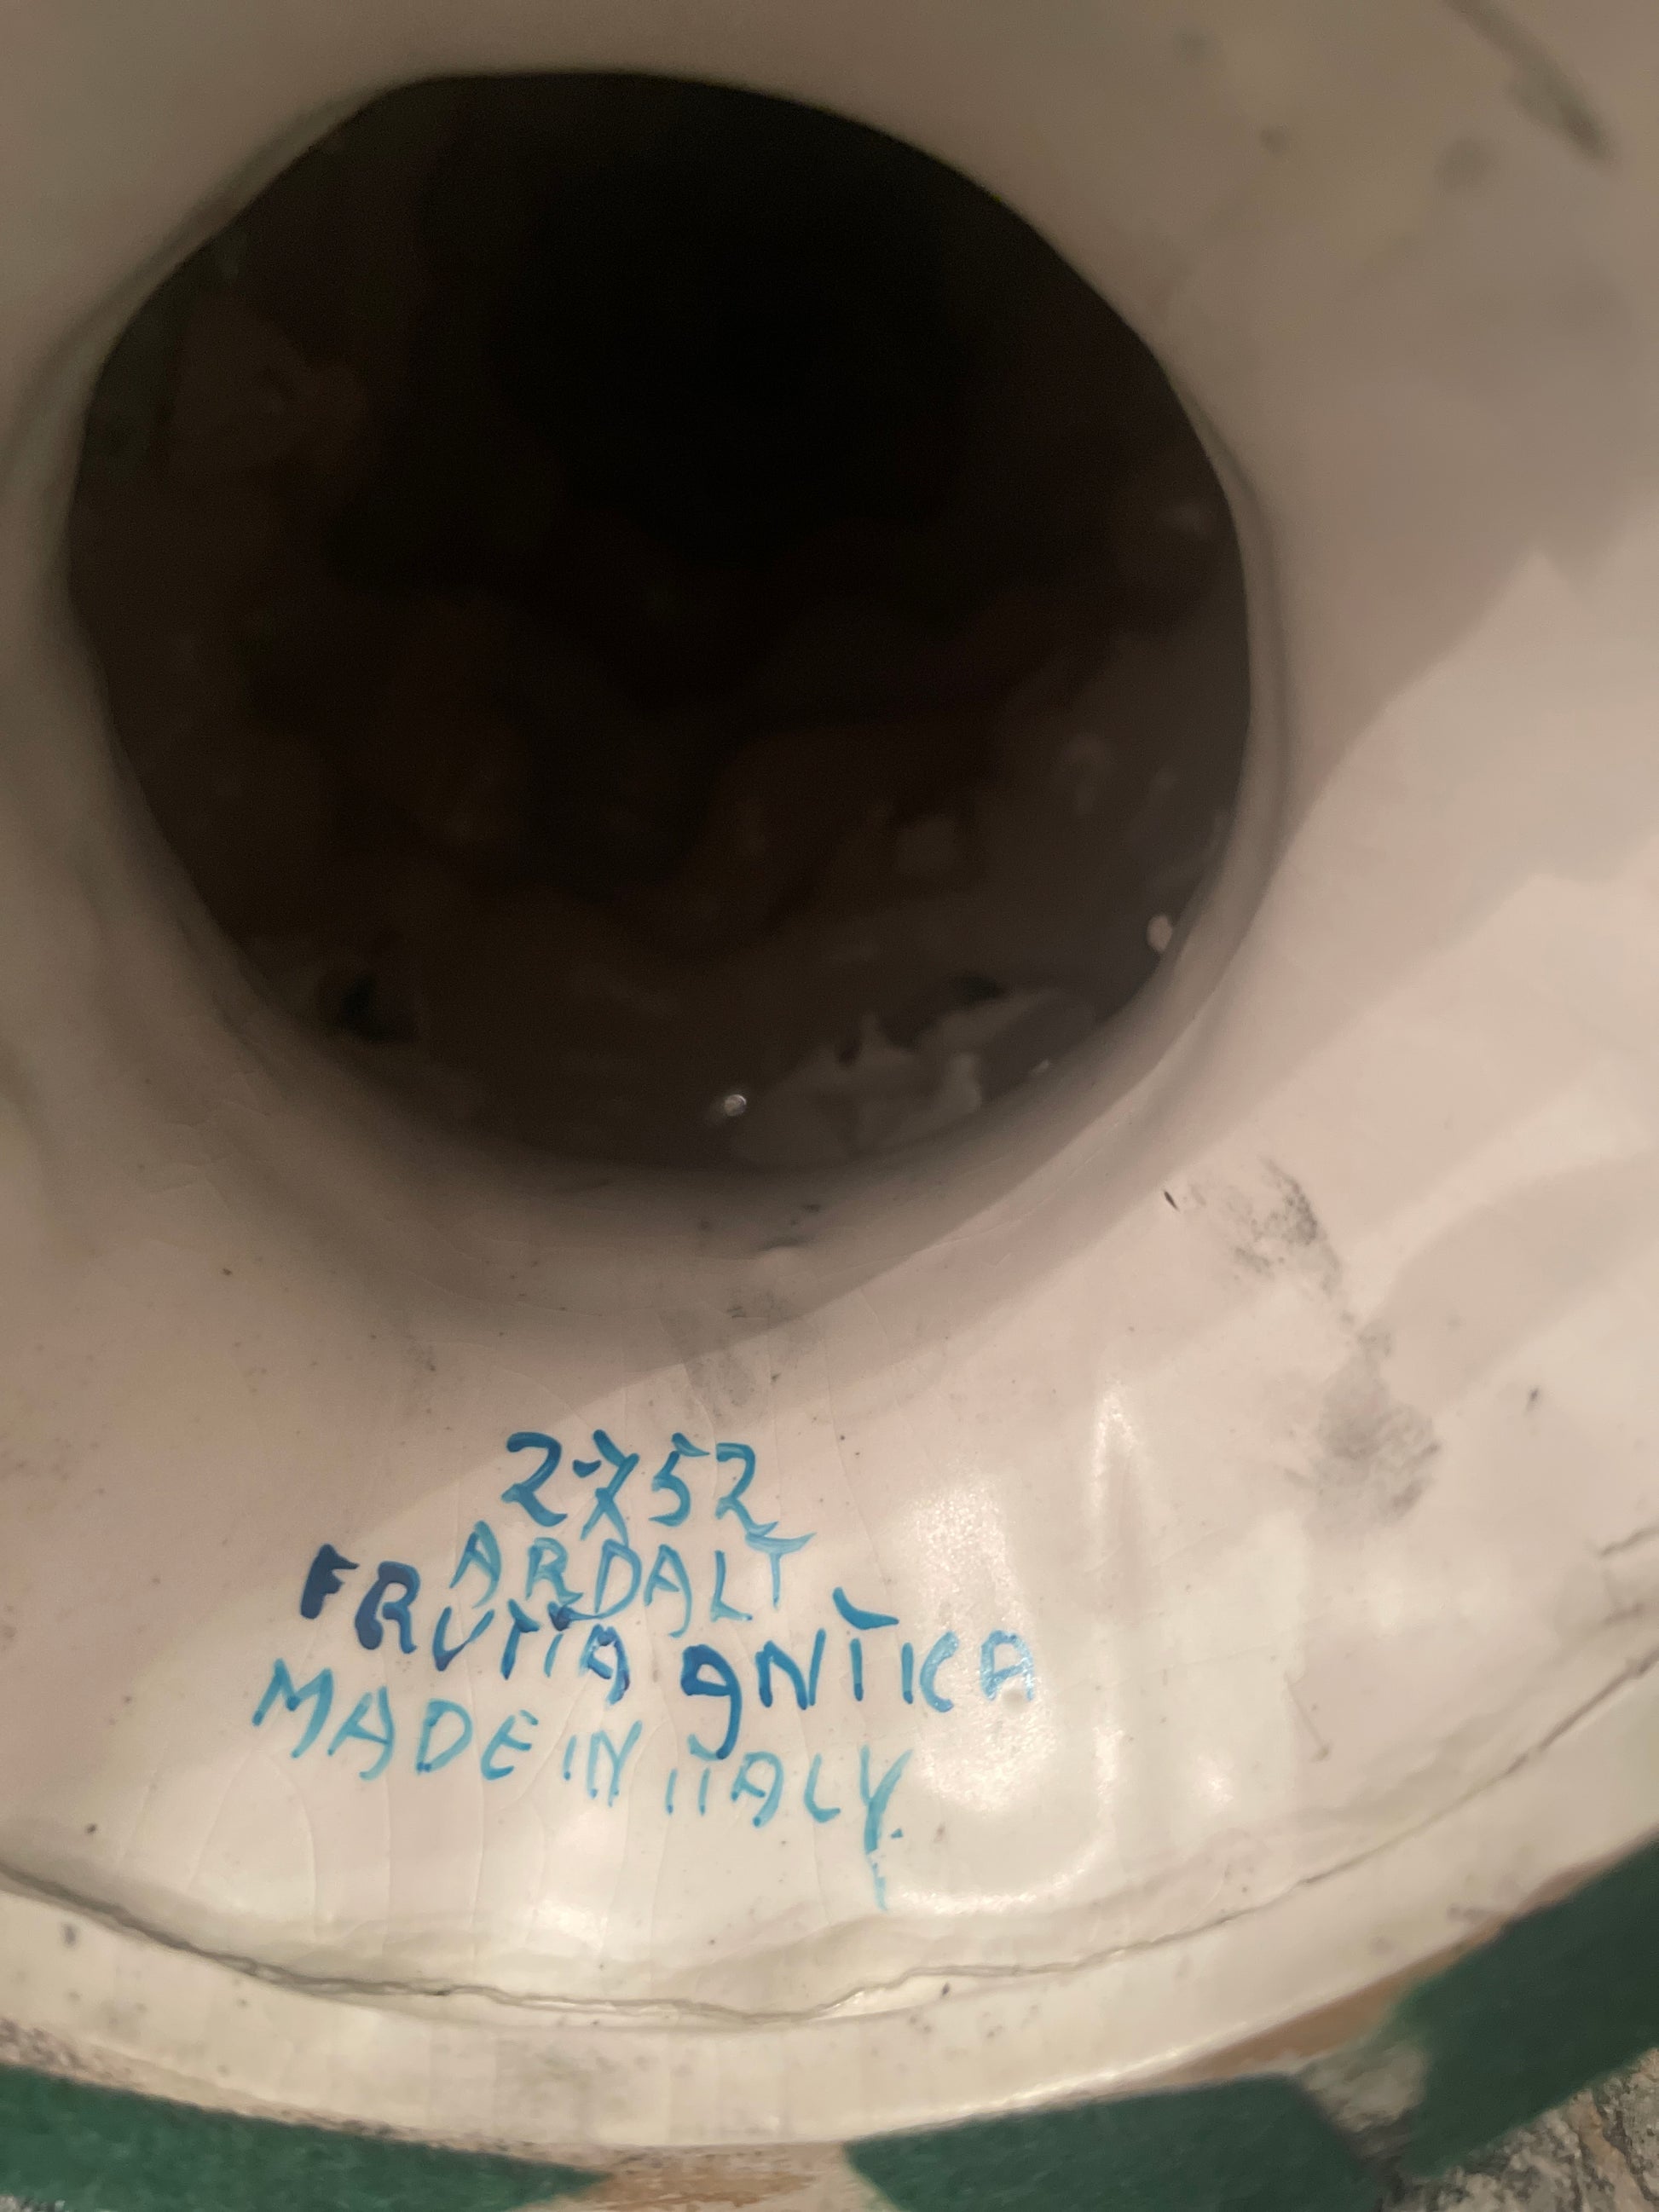 2752
ARDALT
FRUTTA ANTICA
MADE IN ITALY